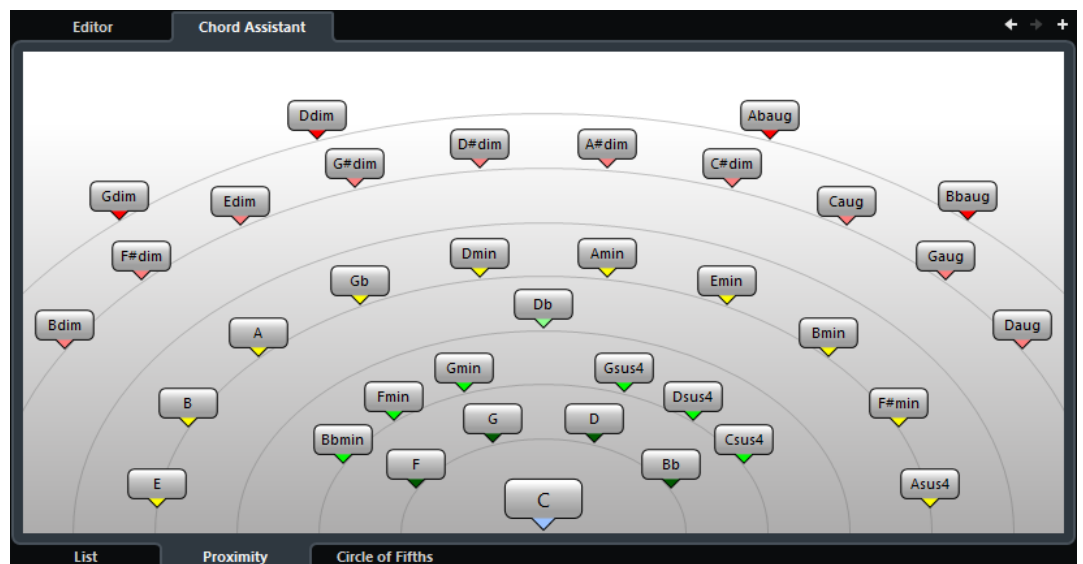 Editor
Chord Assistant
Ddim
Abaug
D#dim
A#dim
G#dim
C#dim
Gdim
Edim
Caug
Bbaug
F#dim
Dmin
Amin
Gaug
Gb
Emin
Db
Bdim
A
Bmin
Daug
Gmin
Gsus4
B
Fmin
Dsus4
F#min
G
D
Bbmin
Csus4
F
Bb
E
C
Asus4
List
Proximity
Circle of Fifths